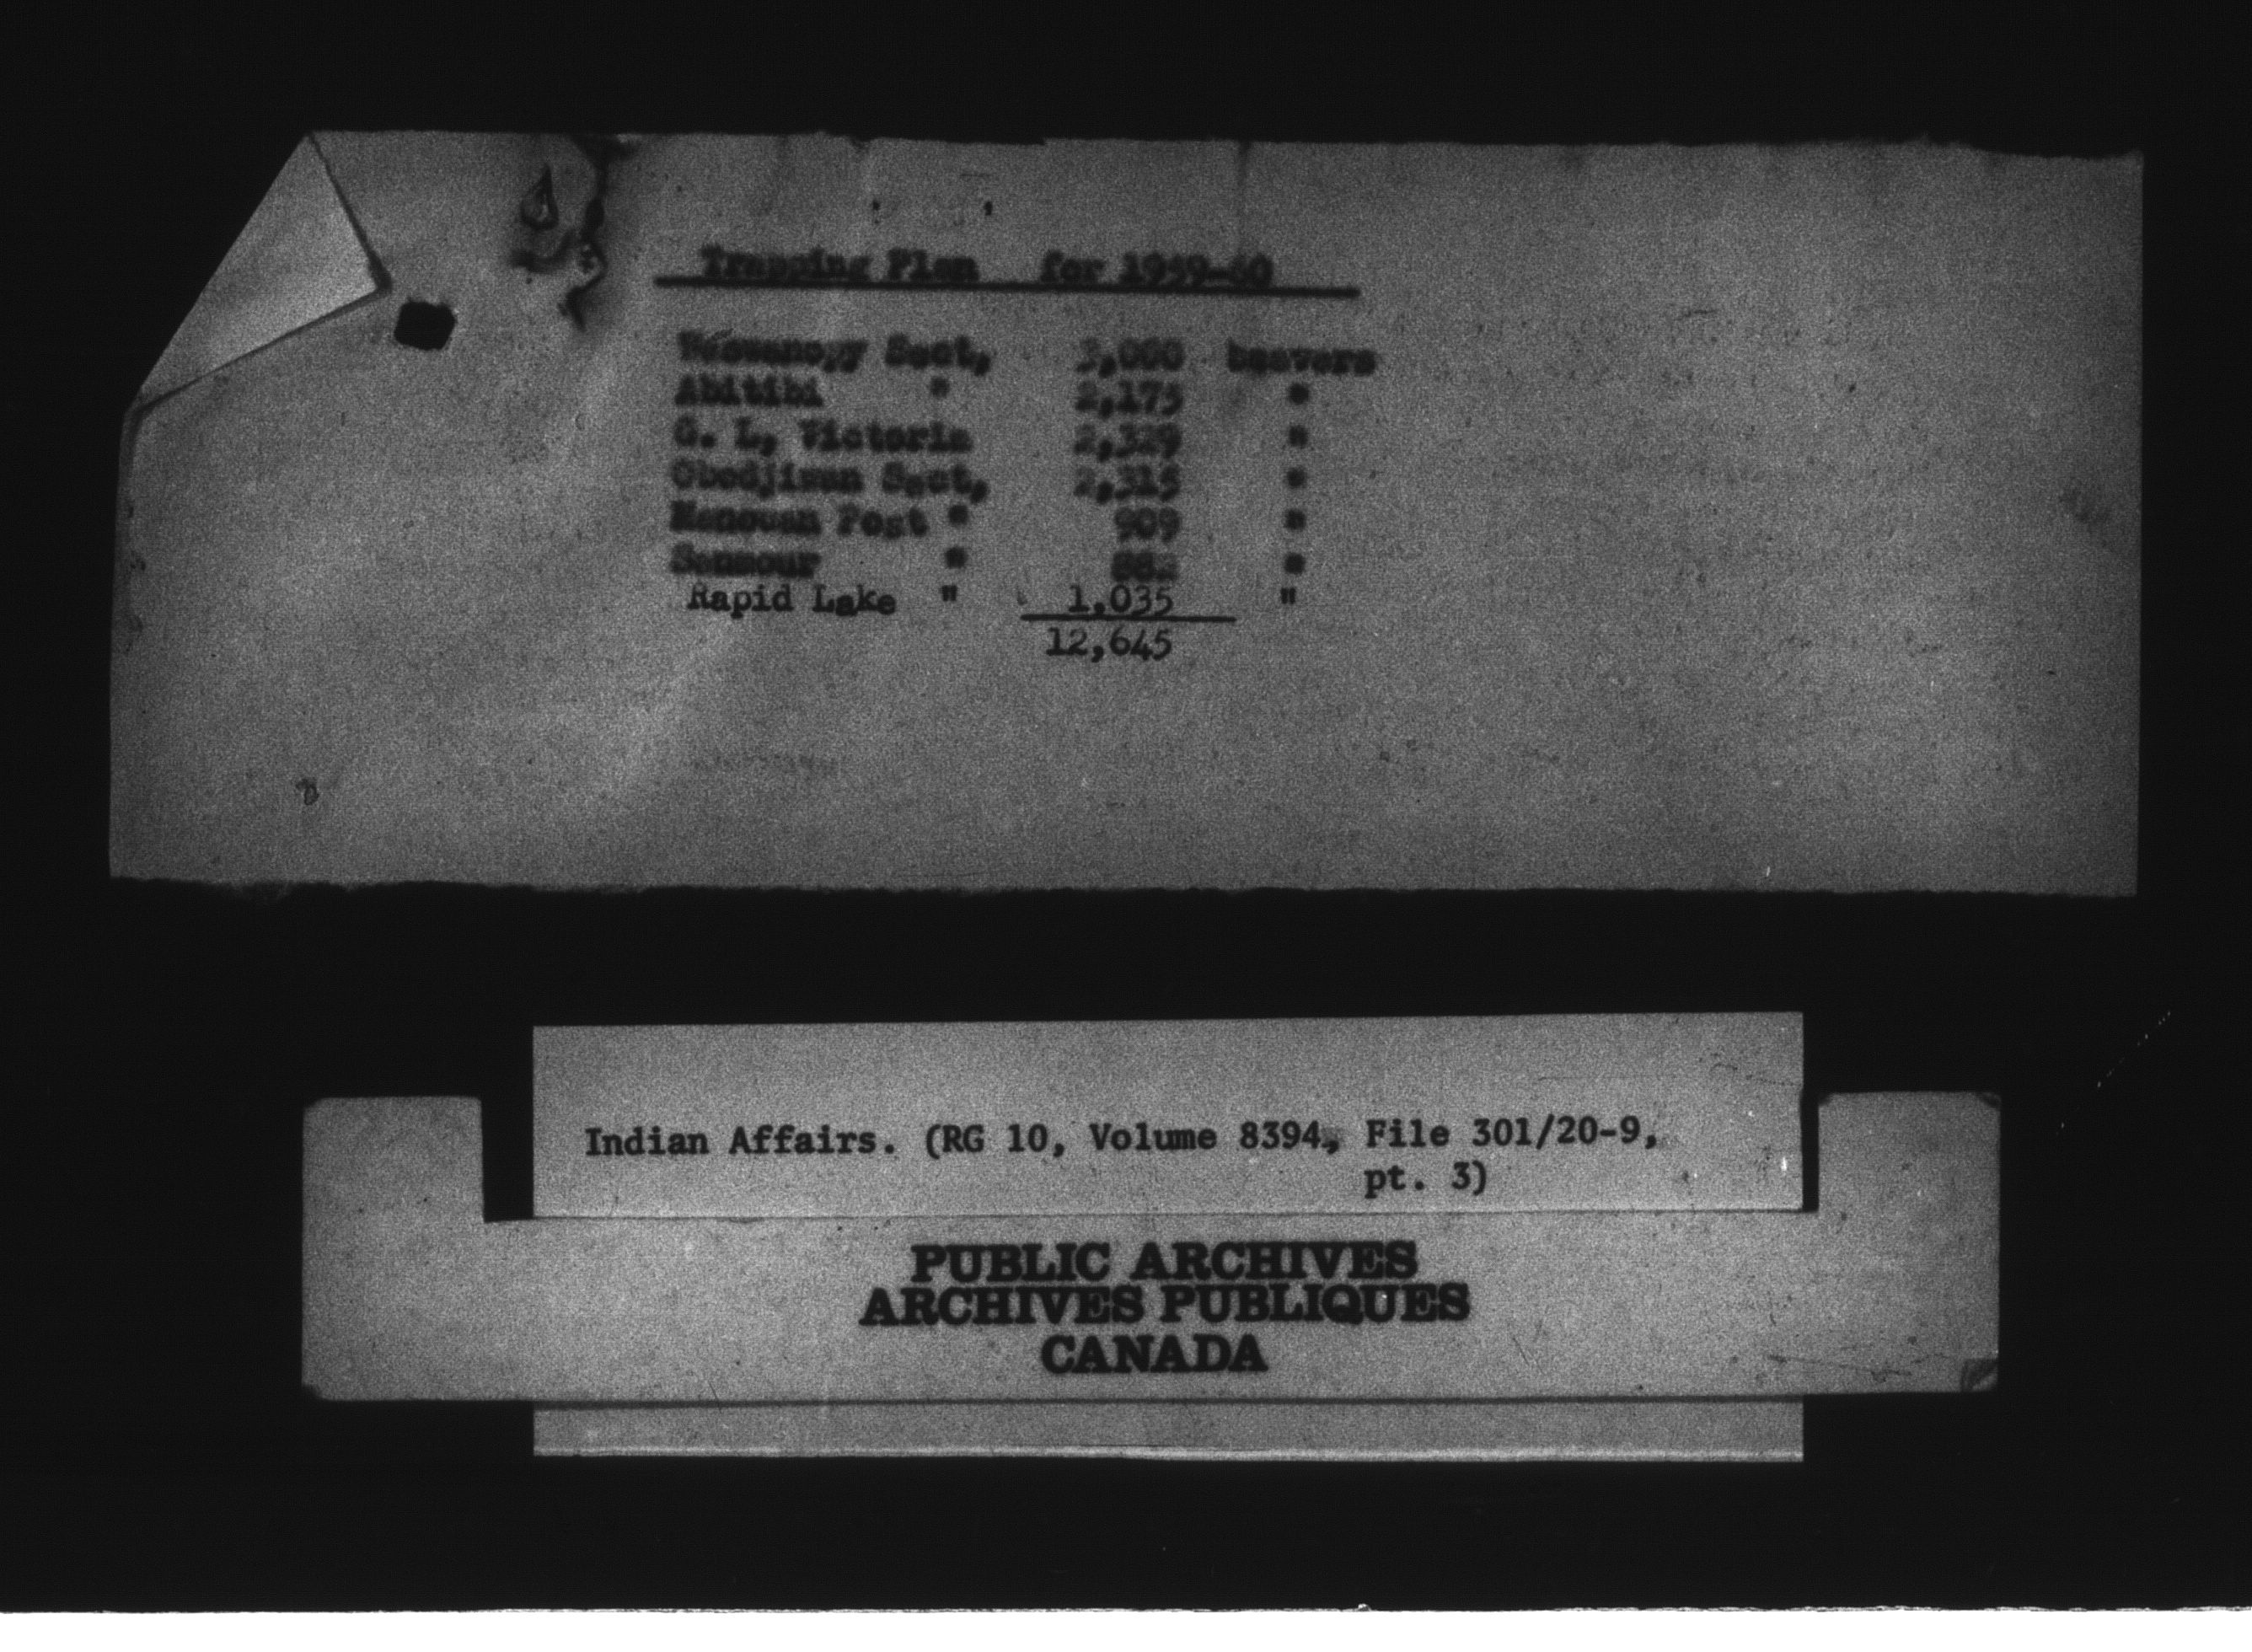 Trapping Plan for 1959-60
Waswanopy Sect, 3,000 beavers
Abitibi " 2,175 "
G. L, Victoria 2,329 "
Obedjiwan Sect, 2,315 "
Manouan Post " 909 "
" 882 "
Rapid Lake " 1,035 "
12,645
Indian Affairs. (RG 10, Volume 8394, File 301/20-9,
pt. 3)
PUBLIC ARCHIVES
ARCHIVES PUBLIQUES
CANADA